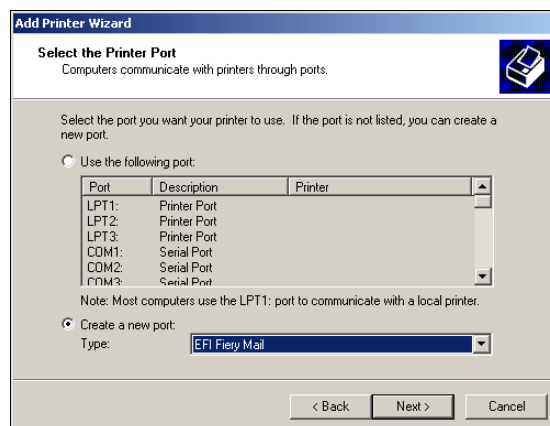 Add Printer Wizard
Select the Printer Port
Computers communicate with printers through ports.
Select the port you want your printer to use. If the port is not listed, you can create a
new port.
Use the following port:
Port Description Printer
LPT1: Printer Port
LPT2: Printer Port
LPT3: Printer Port
COM1: Serial Port
COM2: Serial Port
COM3: Serial Port
Note: Most computers use the LPT1: port to communicate with a local printer.
Create a new port:
Type: EFI Fiery Mail
< Back Next > Cancel